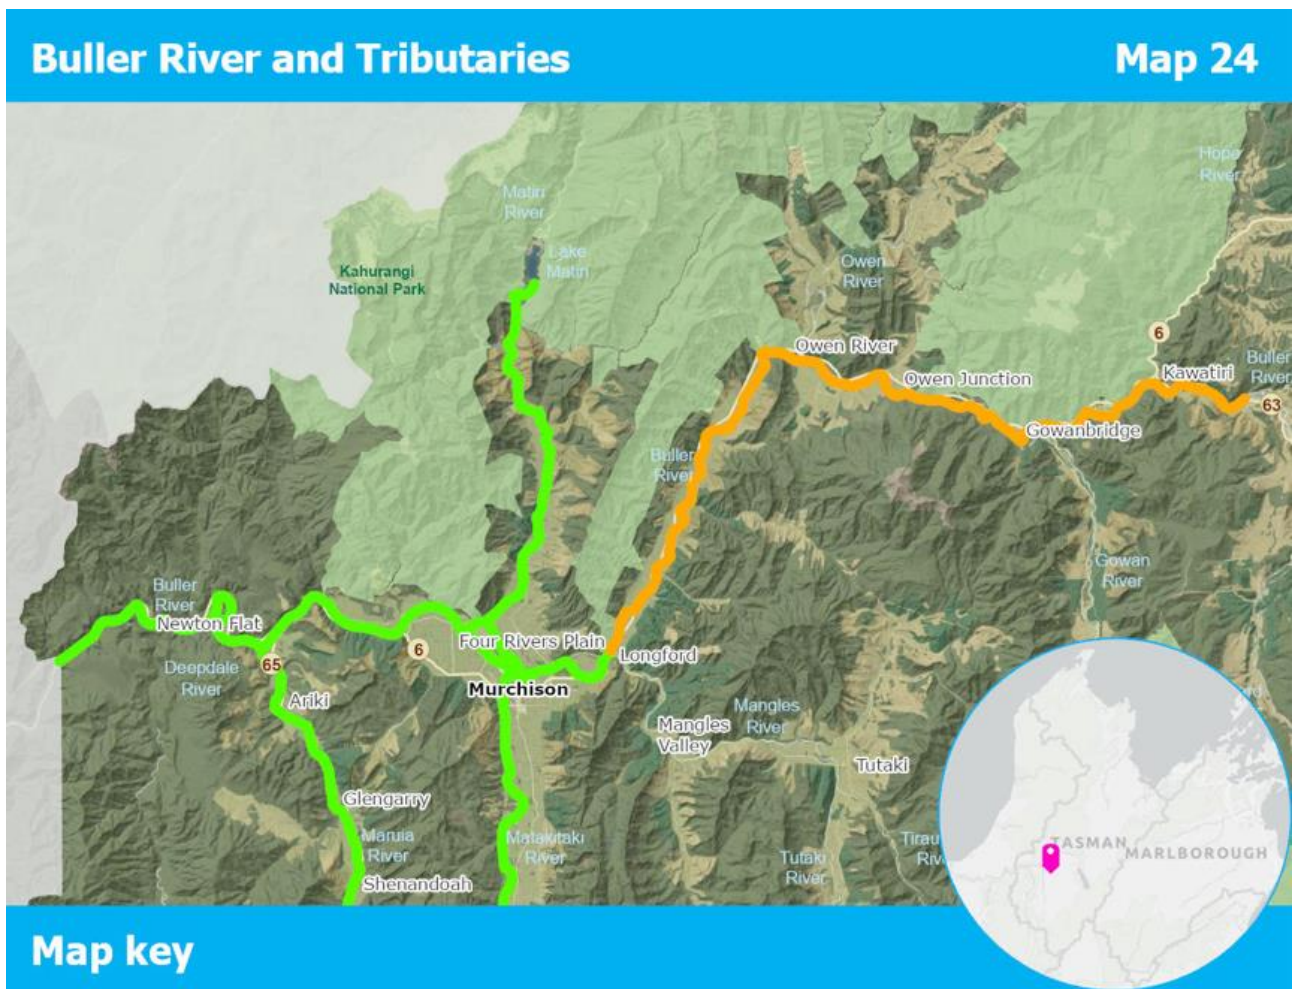 Buller River and Tributaries
Map 24
Hope
River
Matiri
River
Lake
Matiri
Kahurangi
National Park
Owen
River
6
Owen River
Buller
River
Kawatiri
Owen Junction
63
Gowanbridge
Buller
River
Gowan
River
Buller
River
Newton Flat
Four Rivers Plain
6
Longford
65
Deepdale
River
Murchison
Ariki
Mangles
River
Mangles
Valley
Tutaki
Glengarry
Maruia
River
Matakitaki
River
Tutaki
River
Shenandoah
TASMAN
MARLBOROUGH
Map key